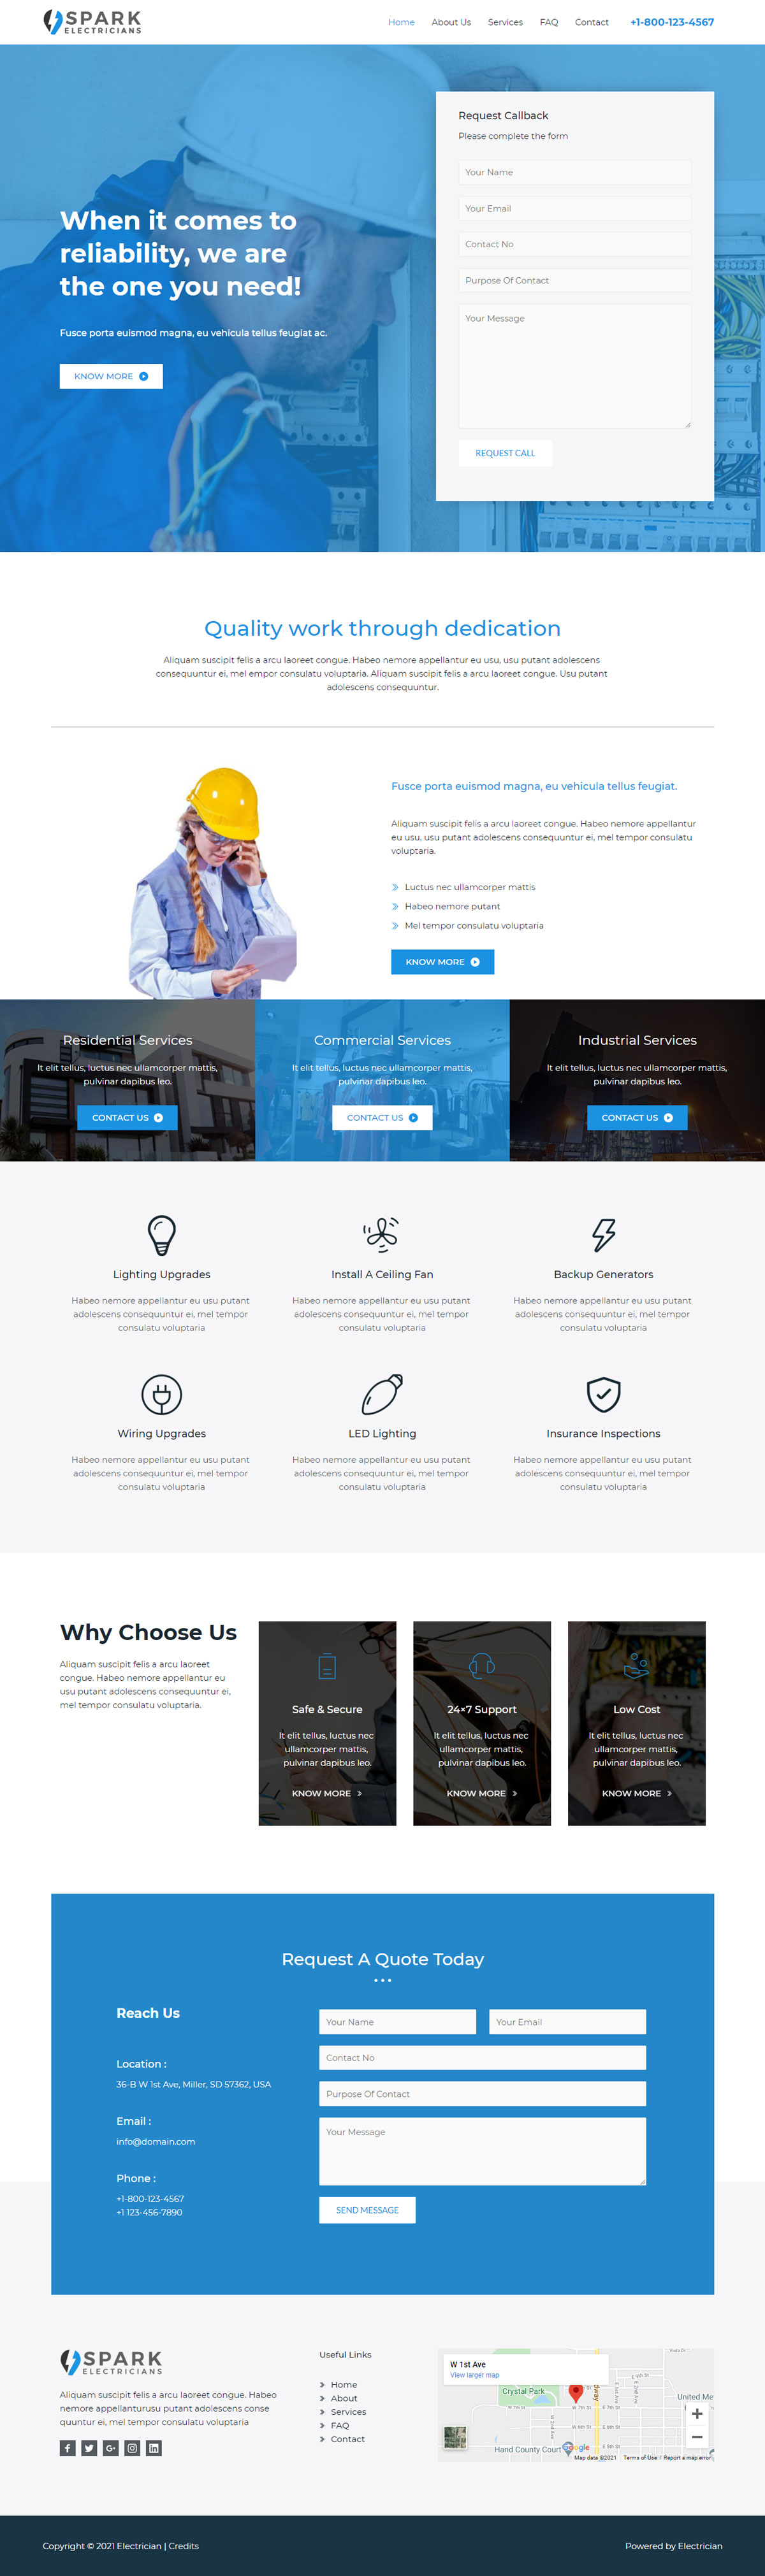 SPARK
ELECTRICIANS
Home About Us Services FAQ Contact +1-800-123-4567
When it comes to
reliability, we are
the one you need!
Fusce porta euismod magna, eu vehicula tellus feugiat ac.
KNOW MORE
Request Callback
Please complete the form
Your Name
Your Email
Contact No
Purpose Of Contact
Your Message
REQUEST CALL
Quality work through dedication
Aliquam suscipit felis a arcu laoreet congue. Habeo nemore appellantur eu usu, usu putant adolescens
consequuntur ei, mel empor consulatu voluptaria. Aliquam suscipit felis a arcu laoreet congue. Usu putant
adolescens consequuntur.
Fusce porta euismod magna, eu vehicula tellus feugiat.
Aliquam suscipit felis a arcu laoreet congue. Habeo nemore appellantur
eu usu, usu putant adolescens consequuntur ei, mel tempor consulatu
voluptaria.
Luctus nec ullamcorper mattis
Habeo nemore putant
Mel tempor consulatu voluptaria
KNOW MORE
Residential Services
It elit tellus, luctus nec ullamcorper mattis,
pulvinar dapibus leo.
CONTACT US
Commercial Services
It elit tellus, luctus nec ullamcorper mattis,
pulvinar dapibus leo.
CONTACT US
Industrial Services
It elit tellus, luctus nec ullamcorper mattis,
pulvinar dapibus leo.
CONTACT US
Lighting Upgrades
Habeo nemore appellantur eu usu putant
adolescens consequuntur ei, mel tempor
consulatu voluptaria
Install A Ceiling Fan
Habeo nemore appellantur eu usu putant
adolescens consequuntur ei, mel tempor
consulatu voluptaria
Backup Generators
Habeo nemore appellantur eu usu putant
adolescens consequuntur ei, mel tempor
consulatu voluptaria
Wiring Upgrades
Habeo nemore appellantur eu usu putant
adolescens consequuntur ei, mel tempor
consulatu voluptaria
LED Lighting
Habeo nemore appellantur eu usu putant
adolescens consequuntur ei, mel tempor
consulatu voluptaria
Insurance Inspections
Habeo nemore appellantur eu usu putant
adolescens consequuntur ei, mel tempor
consulatu voluptaria
Why Choose Us
Aliquam suscipit felis a arcu laoreet
congue. Habeo nemore appellantur eu
usu putant adolescens consequuntur ei,
mel tempor consulatu voluptaria.
Safe & Secure
It elit tellus, luctus nec
ullamcorper mattis,
pulvinar dapibus leo.
KNOW MORE
24×7 Support
It elit tellus, luctus nec
ullamcorper mattis,
pulvinar dapibus leo.
KNOW MORE
Low Cost
It elit tellus, luctus nec
ullamcorper mattis,
pulvinar dapibus leo.
KNOW MORE
Request A Quote Today
Reach Us
Location :
36-B W 1st Ave, Miller, SD 57362, USA
Email :
info@domain.com
Phone :
+1-800-123-4567
+1 123-456-7890
Your Name
Your Email
Contact No
Purpose Of Contact
Your Message
SEND MESSAGE
SPARK
ELECTRICIANS
Aliquam suscipit felis a arcu laoreet congue. Habeo
nemore appellanturusu putant adolescens conse
quuntur ei, mel tempor consulatu voluptaria
Useful Links
Home
About
Services
FAQ
Contact
W 1st Ave
View larger map
Crystal Park
United Me
Hand County Court
Google
Map data ©2021 Terms of Use Report a map error
Copyright © 2021 Electrician | Credits
Powered by Electrician